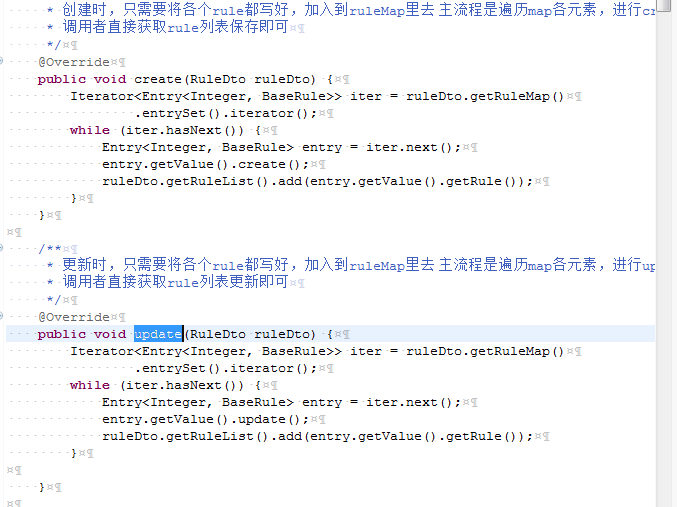 * 创建时，只需要将各个rule都写好，加入到ruleMap里去 主流程是遍历map各元素，进行cr
* 调用者直接获取rule列表保存即可
*/
@Override
public void create(RuleDto ruleDto) {
Iterator<Entry<Integer, BaseRule>> iter = ruleDto.getRuleMap()
.entrySet().iterator();
while (iter.hasNext()) {
Entry<Integer, BaseRule> entry = iter.next();
entry.getValue().create();
ruleDto.getRuleList().add(entry.getValue().getRule());
}
}
/**
* 更新时，只需要将各个rule都写好，加入到ruleMap里去 主流程是遍历map各元素，进行up
* 调用者直接获取rule列表更新即可
*/
@Override
public void update(RuleDto ruleDto) {
Iterator<Entry<Integer, BaseRule>> iter = ruleDto.getRuleMap()
.entrySet().iterator();
while (iter.hasNext()) {
Entry<Integer, BaseRule> entry = iter.next();
entry.getValue().update();
ruleDto.getRuleList().add(entry.getValue().getRule());
}
}